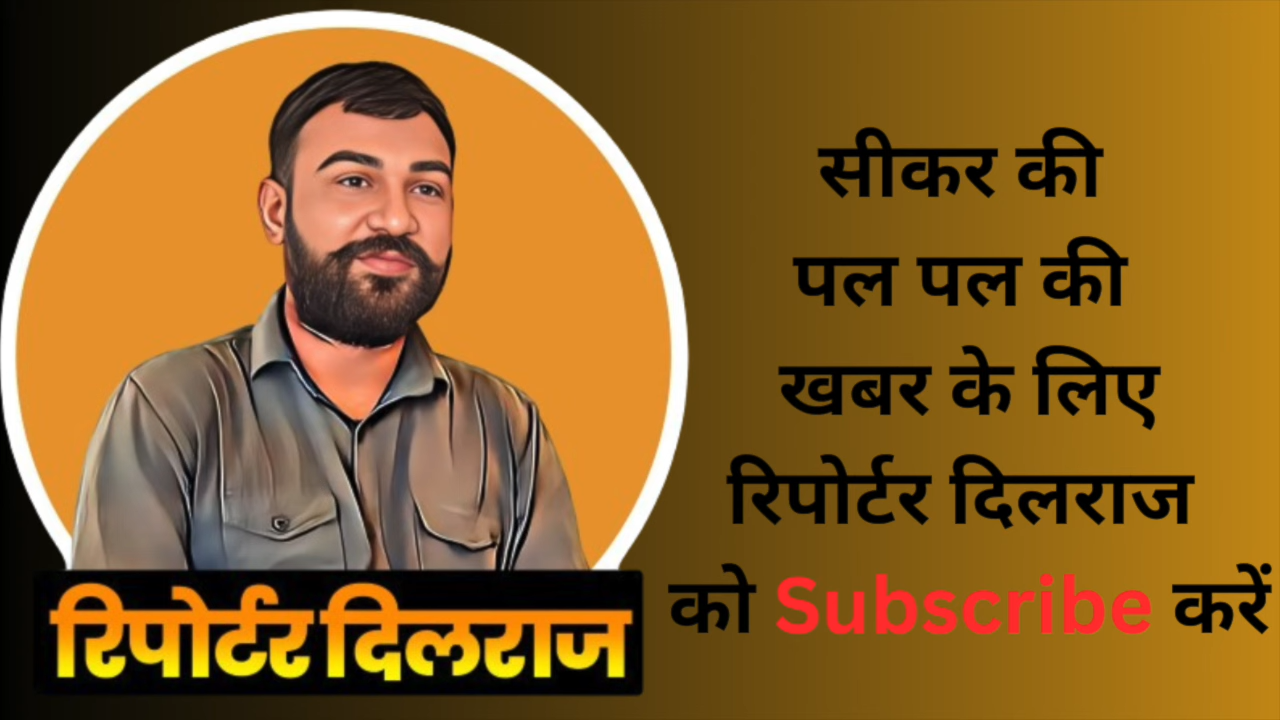 सीकर की
पल पल की
खबर के लिए
रिपोर्टर दिलराज
को Subscribe करें
रिपोर्टर दिलराज